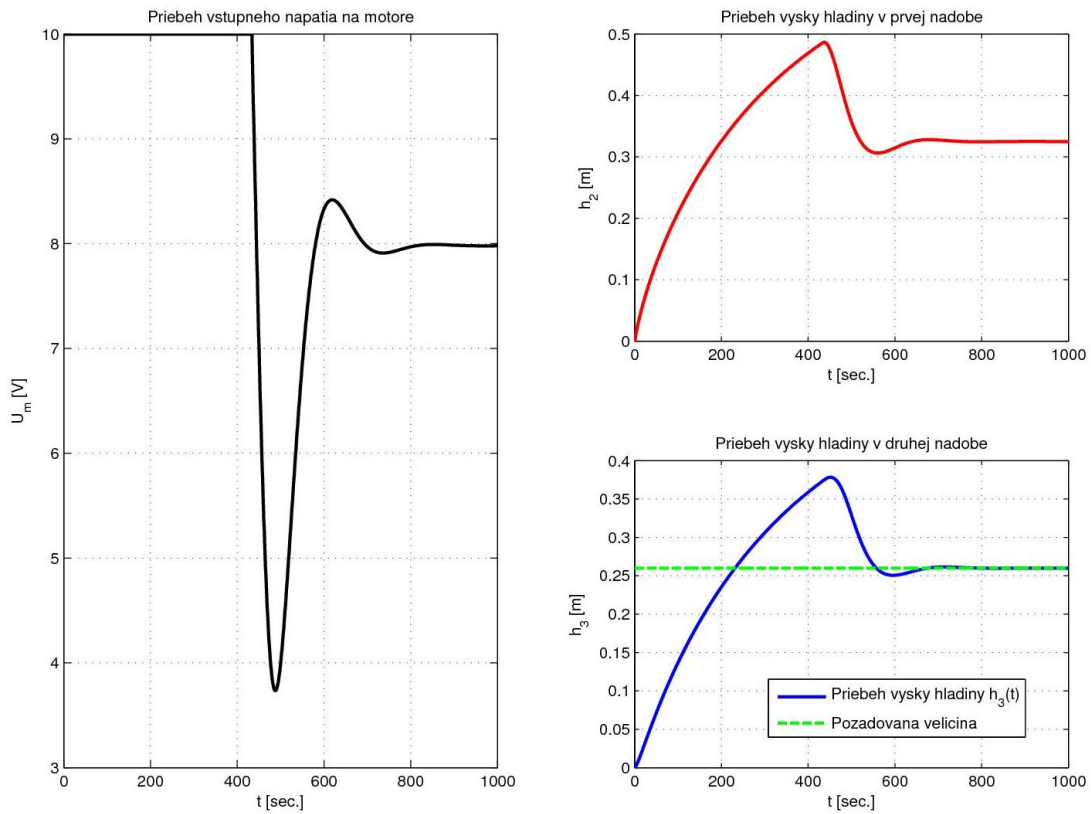 Priebeh vstupneho napatia na motore
10
9
8
7
6
5
4
3
U_m [V]
0 200 400 600 800 1000
t [sec.]
Priebeh vysky hladiny v prvej nadobe
0.5
0.4
0.3
0.2
0.1
0
h_2 [m]
0 200 400 600 800 1000
t [sec.]
Priebeh vysky hladiny v druhej nadobe
0.4
0.35
0.3
0.25
0.2
0.15
0.1
0.05
0
h_3 [m]
Priebeh vysky hladiny h_3(t)
Pozadovana velicina
0 200 400 600 800 1000
t [sec.]